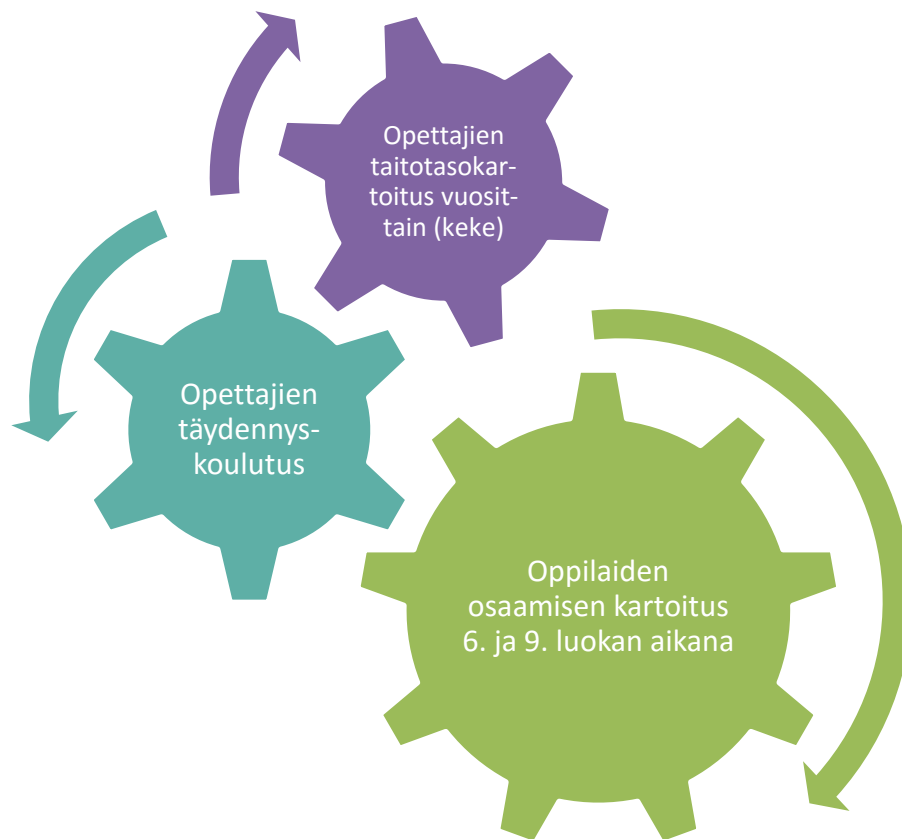 Opettajien
taitotasokar-
toitus vuosit-
tain (keke)
Opettajien
täydennys-
koulutus
Oppilaiden
osaamisen kartoitus
6. ja 9. luokan aikana